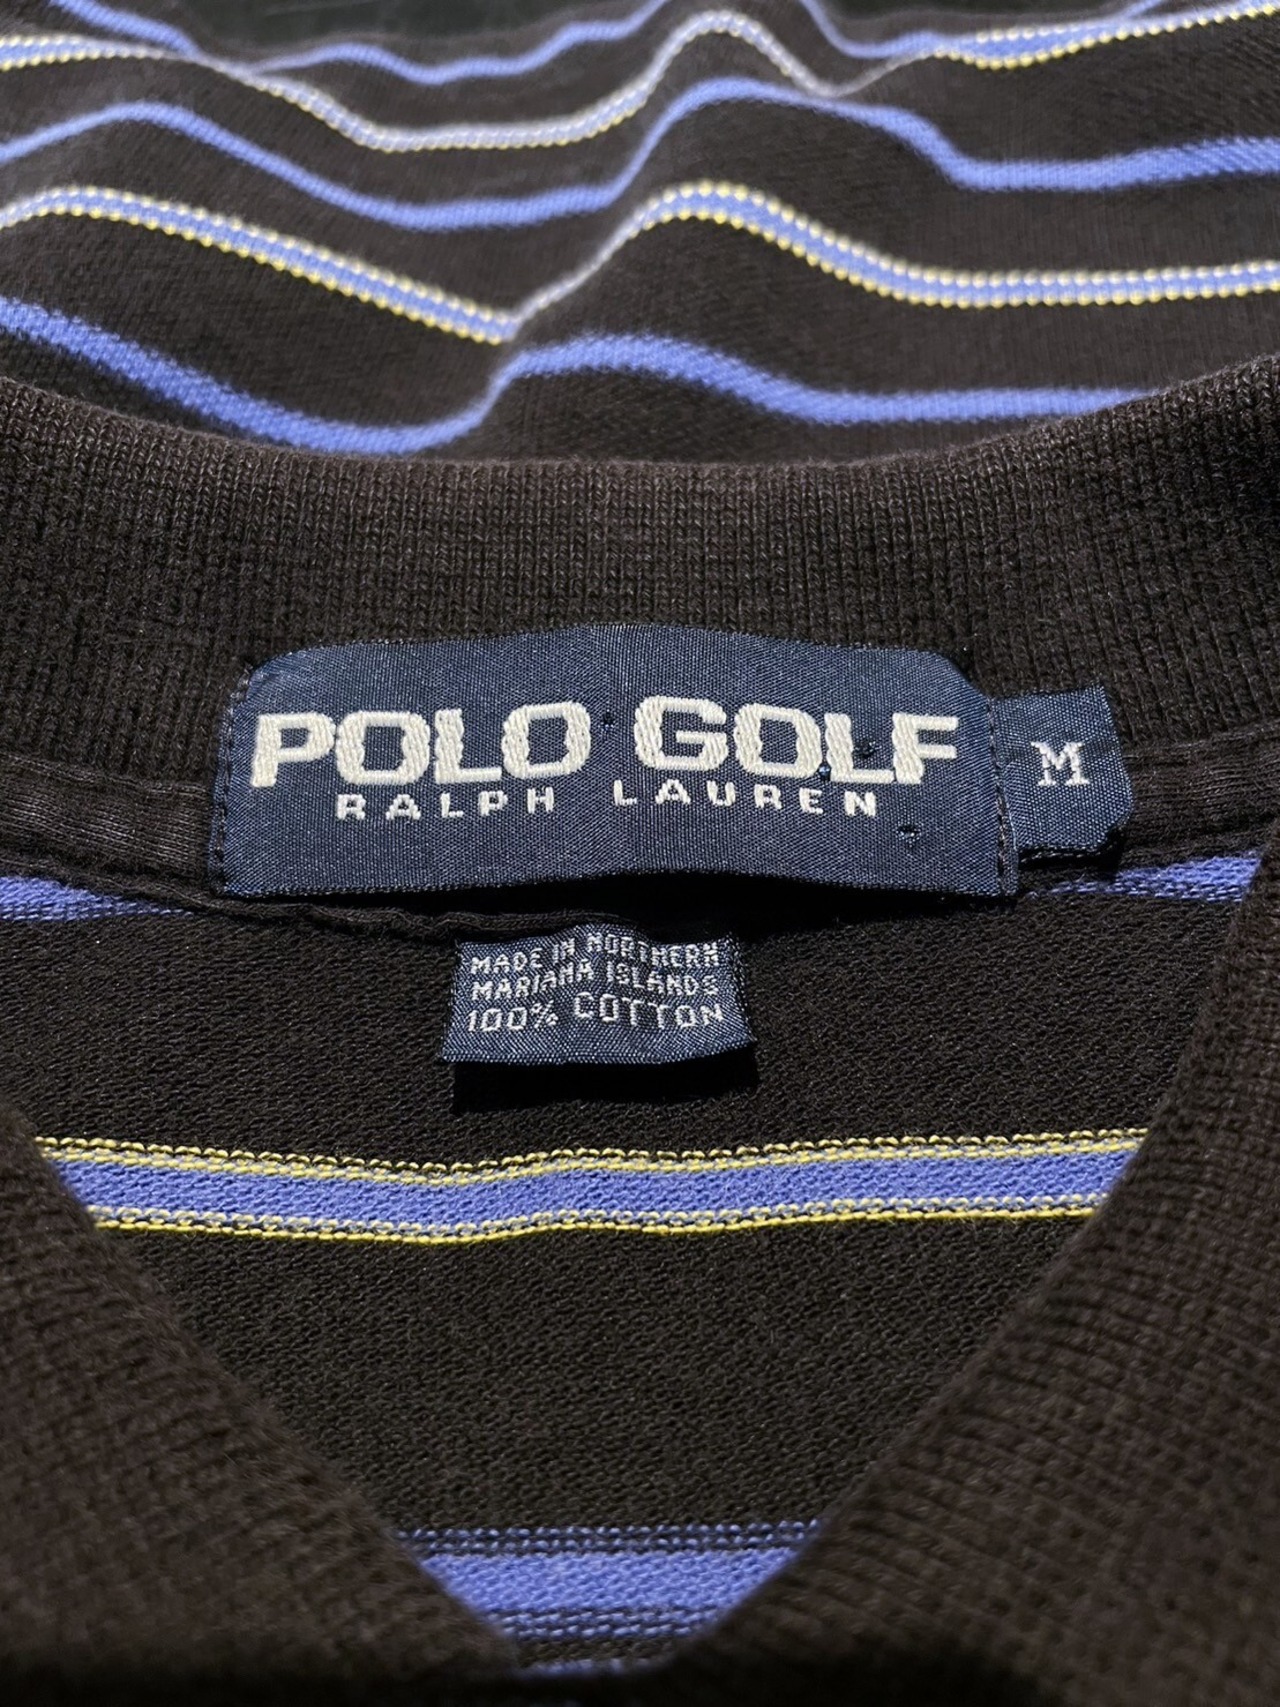 POLO GOLF
RALPH LAUREN
M
MADE IN NORTHERN
MARIANA ISLANDS
100% COTTON